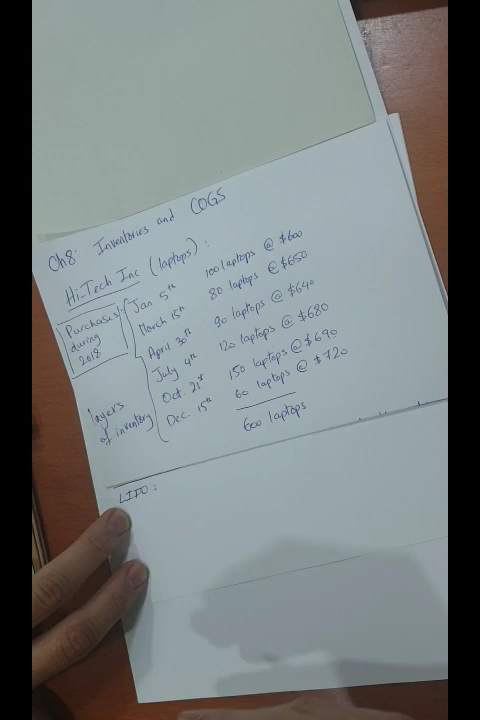 Ch8: Inventories and COGS
Hi-Tech Inc (laptops):
Purchases during 2018
Jan 5th 100 laptops @ $600
March 15th 80 laptops @ $650
April 30th 90 laptops @ $640
July 4th 120 laptops @ $680
Oct. 21st 150 laptops @ $690
Dec. 15th 60 laptops @ $720
600 laptops
layers of inventory
LIFO: